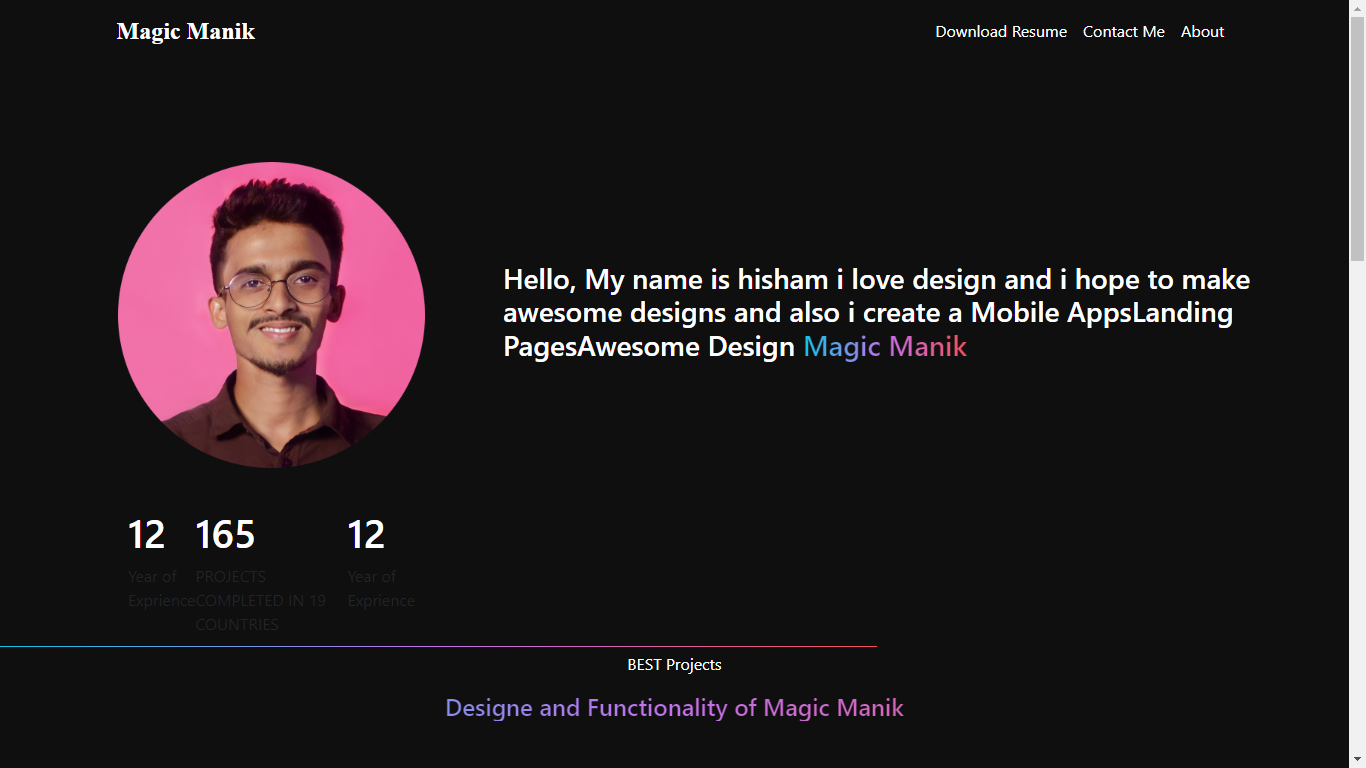 Magic Manik
Download Resume Contact Me About
Hello, My name is hisham i love design and i hope to make
awesome designs and also i create a Mobile AppsLanding
PagesAwesome Design Magic Manik
12
Year of
Exprience
165
PROJECTS
COMPLETED IN 19
COUNTRIES
12
Year of
Exprience
BEST Projects
Designe and Functionality of Magic Manik